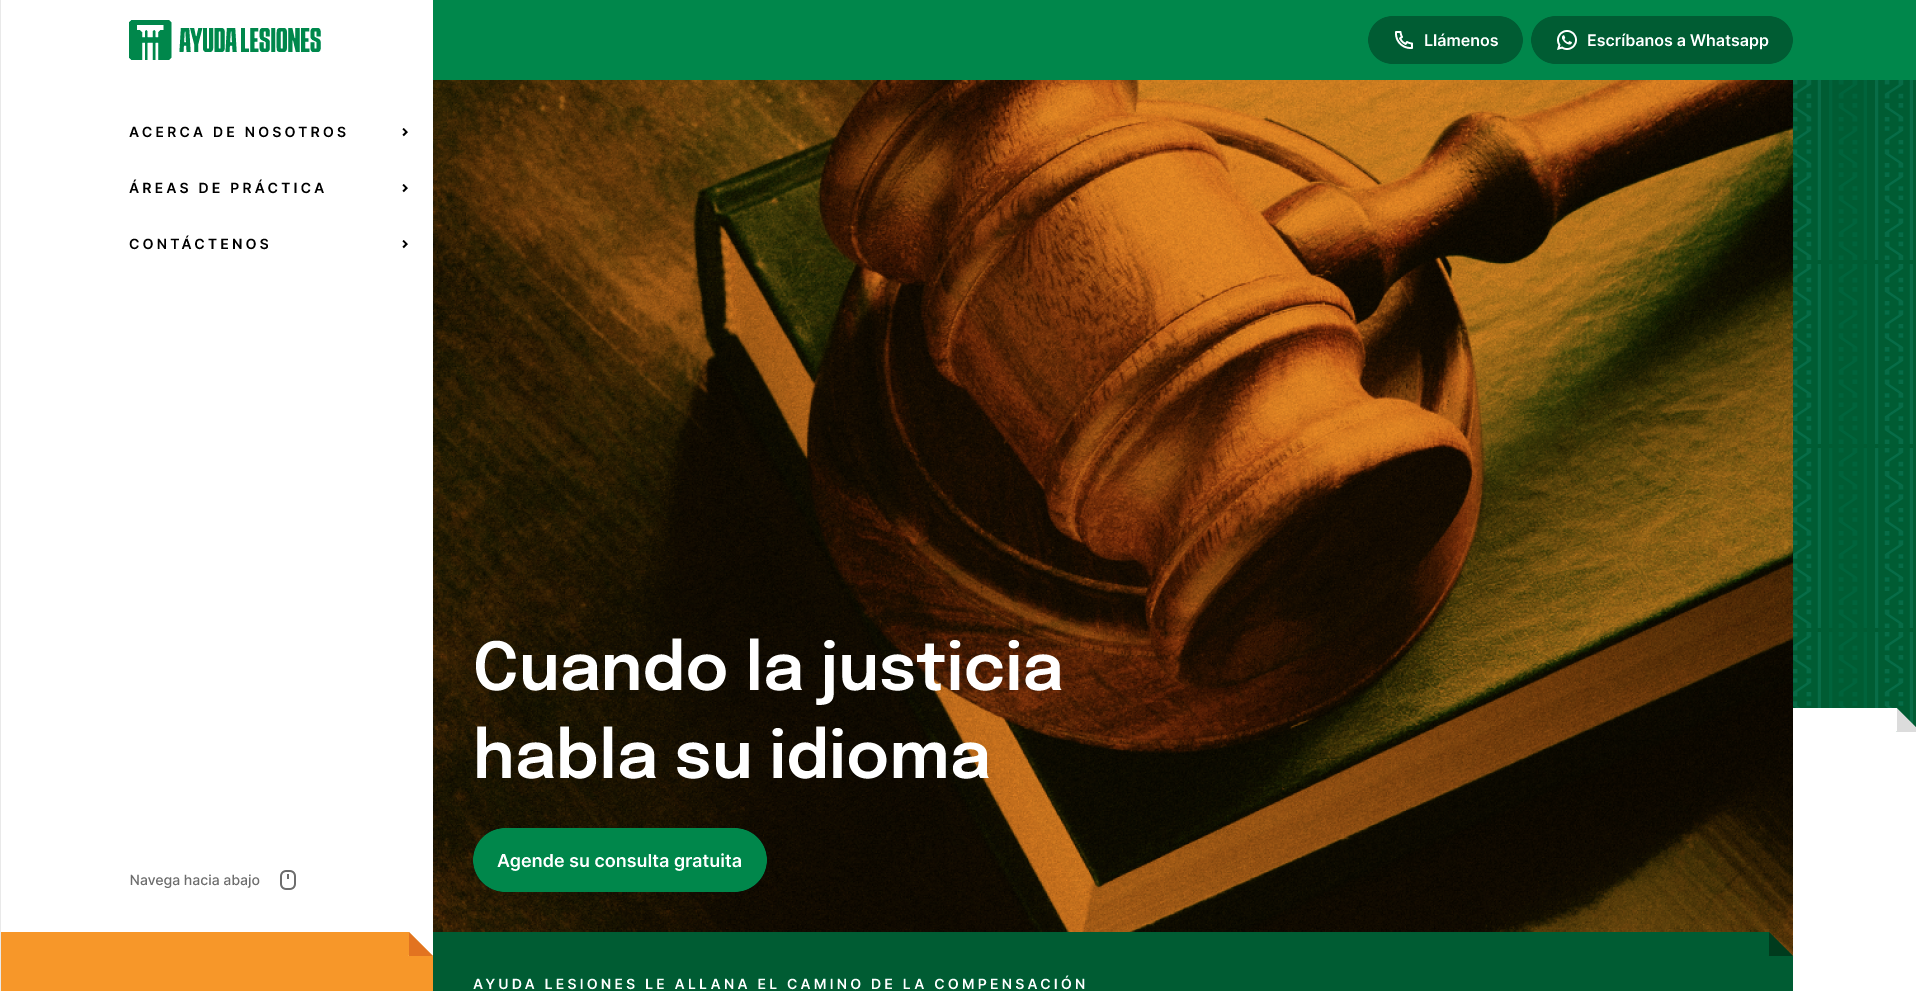 AYUDA LESIONES
Llámenos
Escríbanos a Whatsapp
ACERCA DE NOSOTROS
ÁREAS DE PRÁCTICA
CONTÁCTENOS
Cuando la justicia
habla su idioma
Agende su consulta gratuita
Navega hacia abajo
AYUDA LESIONES LE ALLANA EL CAMINO DE LA COMPENSACIÓN